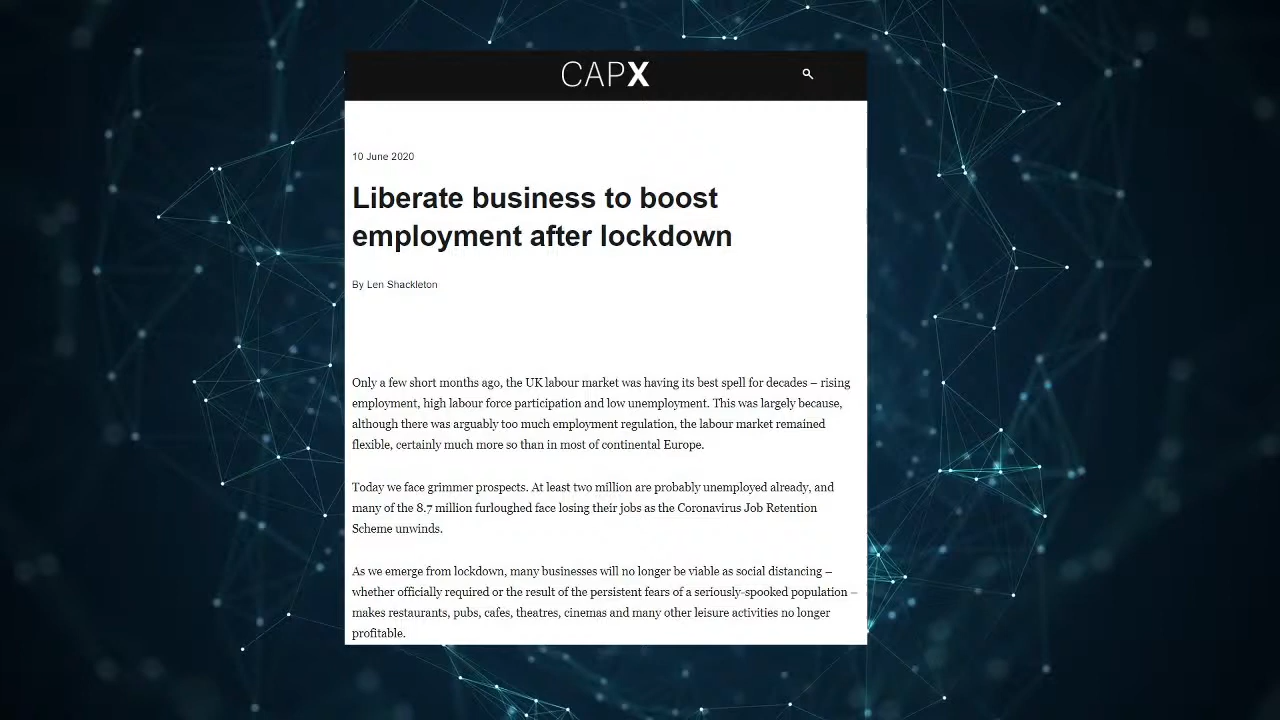 CAPX
10 June 2020
Liberate business to boost
employment after lockdown
By Len Shackleton
Only a few short months ago, the UK labour market was having its best spell for decades – rising
employment, high labour force participation and low unemployment. This was largely because,
although there was arguably too much employment regulation, the labour market remained
flexible, certainly much more so than in most of continental Europe.
Today we face grimmer prospects. At least two million are probably unemployed already, and
many of the 8.7 million furloughed face losing their jobs as the Coronavirus Job Retention
Scheme unwinds.
As we emerge from lockdown, many businesses will no longer be viable as social distancing –
whether officially required or the result of the persistent fears of a seriously-spooked population –
makes restaurants, pubs, cafes, theatres, cinemas and many other leisure activities no longer
profitable.